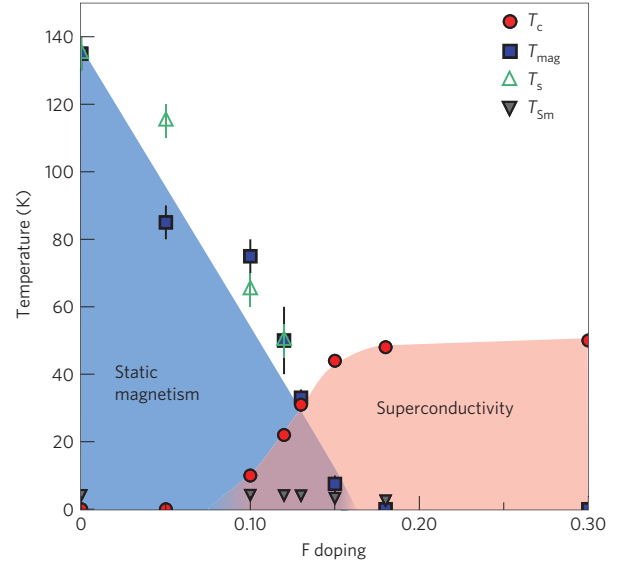 T_c
T_mag
T_s
T_Sm
140
120
100
80
60
40
20
0
Temperature (K)
Static
magnetism
Superconductivity
0
0.10
0.20
0.30
F doping